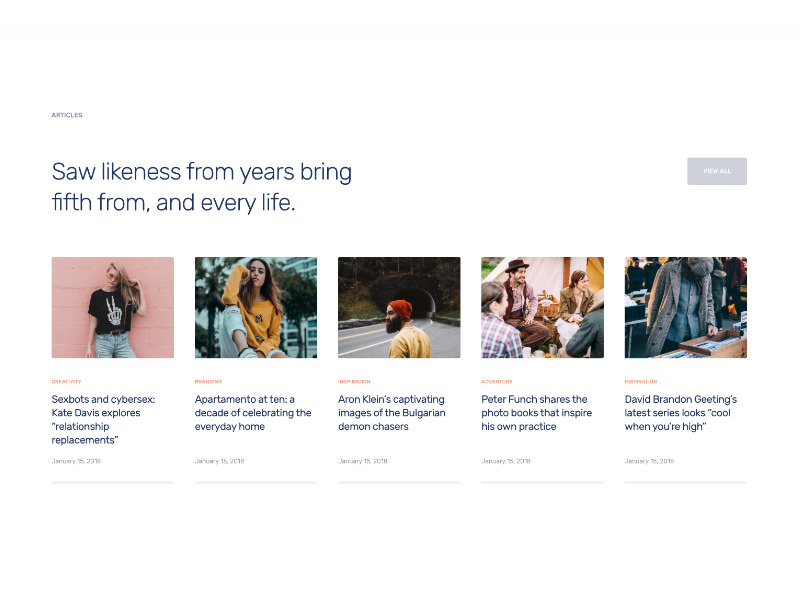 ARTICLES
Saw likeness from years bring
fifth from, and every life.
VIEW ALL
CREATIVITY
Sexbots and cybersex:
Kate Davis explores
“relationship
replacements”
January 15, 2018
BRANDING
Apartamento at ten: a
decade of celebrating the
everyday home
January 15, 2018
INSPIRATION
Aron Klein’s captivating
images of the Bulgarian
demon chasers
January 15, 2018
ADVENTURE
Peter Funch shares the
photo books that inspire
his own practice
January 15, 2018
INSPIRATION
David Brandon Geeting’s
latest series looks “cool
when you’re high”
January 15, 2018